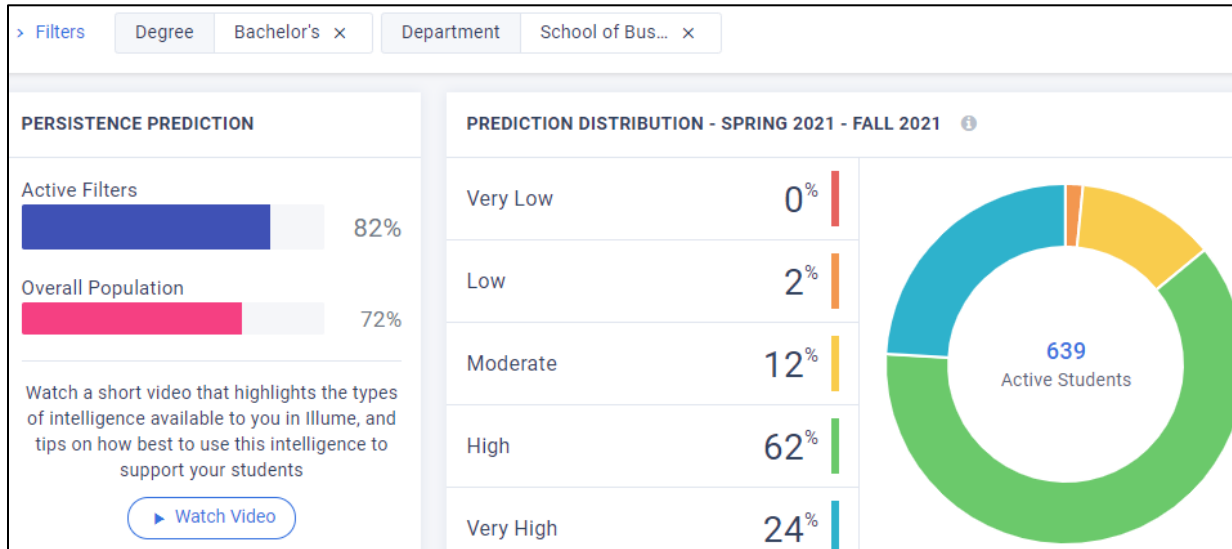 > Filters Degree Bachelor's × Department School of Bus... ×
PERSISTENCE PREDICTION
Active Filters
82%
Overall Population
72%
Watch a short video that highlights the types
of intelligence available to you in Illume, and
tips on how best to use this intelligence to
support your students
Watch Video
PREDICTION DISTRIBUTION - SPRING 2021 - FALL 2021
Very Low 0%
Low 2%
Moderate 12%
High 62%
Very High 24%
639
Active Students